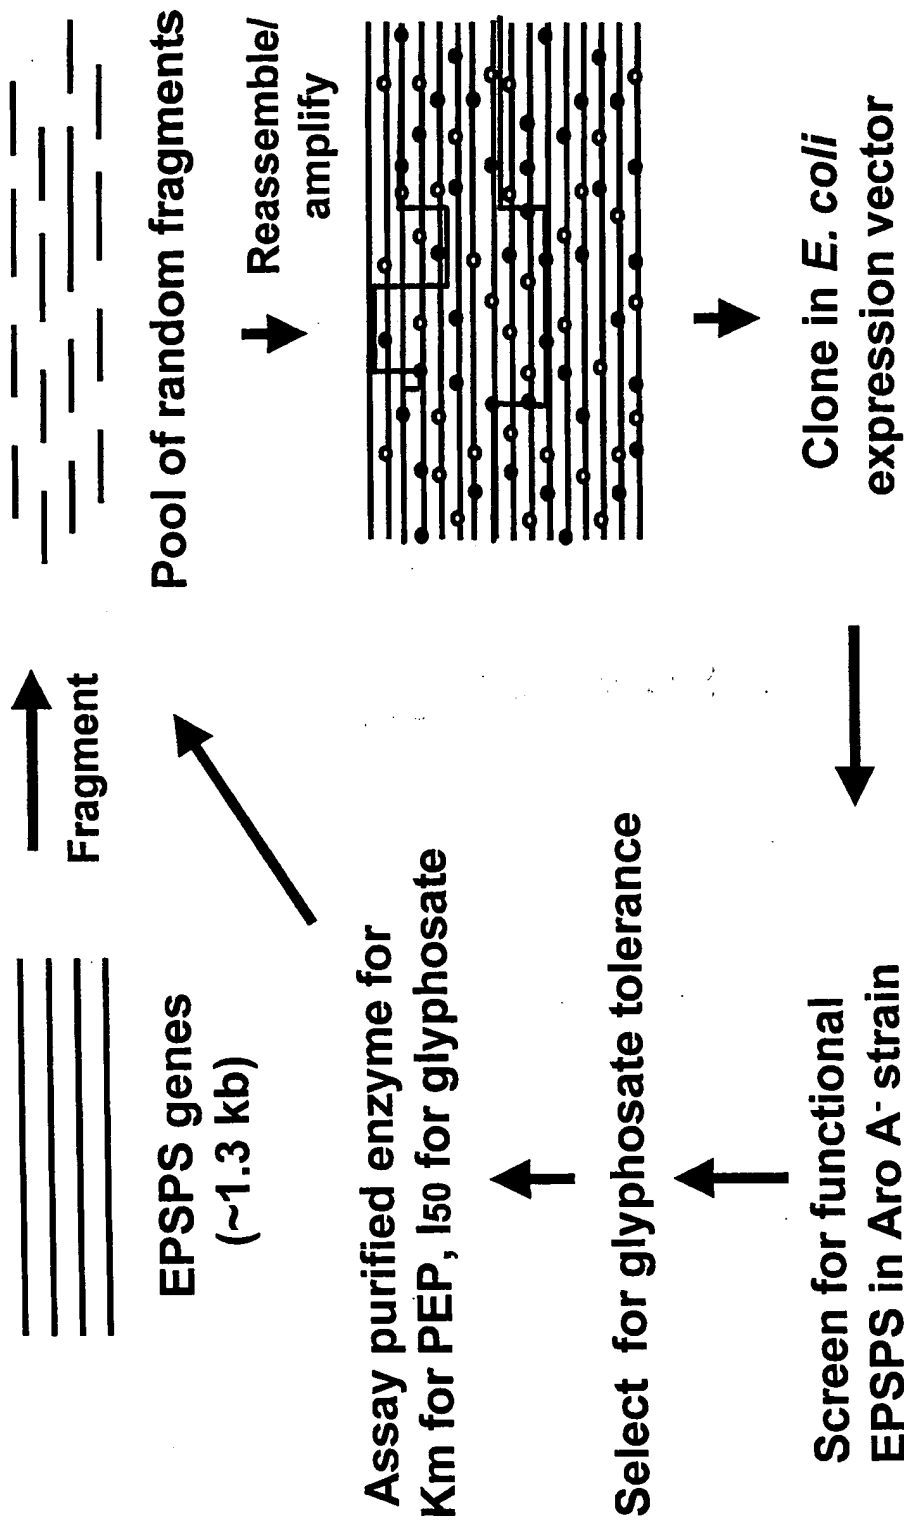 EPSPS genes
(~1.3 kb)
Fragment
Pool of random fragments
Reassemble/
amplify
Clone in E. coli
expression vector
Screen for functional
EPSPS in Aro A- strain
Select for glyphosate tolerance
Assay purified enzyme for
Km for PEP, I50 for glyphosate